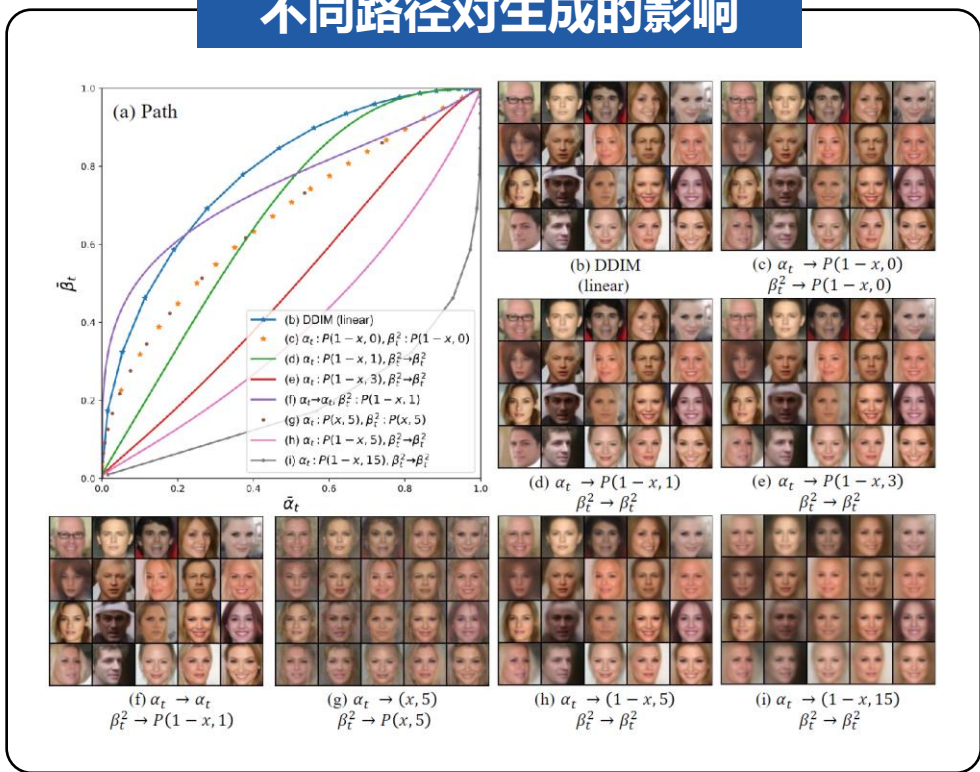 不同路径对生成的影响
(a) Path
1.0
0.8
0.6
0.4
0.2
0.0
0.0 0.2 0.4 0.6 0.8 1.0
β̄ₜ
ᾱₜ
(b) DDIM (linear)
(c) αₜ : P(1 − x, 0), βₜ² : P(1 − x, 0)
(d) αₜ : P(1 − x, 1), βₜ²→βₜ²
(e) αₜ : P(1 − x, 3), βₜ²→βₜ²
(f) αₜ→αₜ, βₜ² : P(1 − x, 1)
(g) αₜ : P(x, 5), βₜ² : P(x, 5)
(h) αₜ : P(1 − x, 5), βₜ²→βₜ²
(i) αₜ : P(1 − x, 15), βₜ²→βₜ²
(b) DDIM
(linear)
(c) αₜ → P(1 − x, 0)
βₜ² → P(1 − x, 0)
(d) αₜ → P(1 − x, 1)
βₜ² → βₜ²
(e) αₜ → P(1 − x, 3)
βₜ² → βₜ²
(f) αₜ → αₜ
βₜ² → P(1 − x, 1)
(g) αₜ → (x, 5)
βₜ² → P(x, 5)
(h) αₜ → (1 − x, 5)
βₜ² → βₜ²
(i) αₜ → (1 − x, 15)
βₜ² → βₜ²